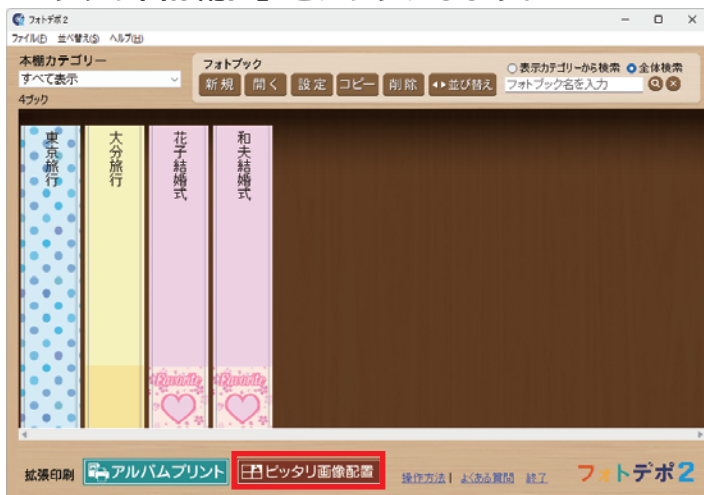 フォトデポ2
ファイル(F) 並べ替え(S) ヘルプ(H)
本棚カテゴリー
すべて表示
4ブック
フォトブック
新規 開く 設定 コピー 削除 並び替え
表示カテゴリーから検索 全体検索
フォトブック名を入力
東京旅行
大分旅行
花子結婚式
和夫結婚式
Favorite
Favorite
拡張印刷 アルバムプリント ピッタリ画像配置 操作方法 | よくある質問 終了 フォトデポ2